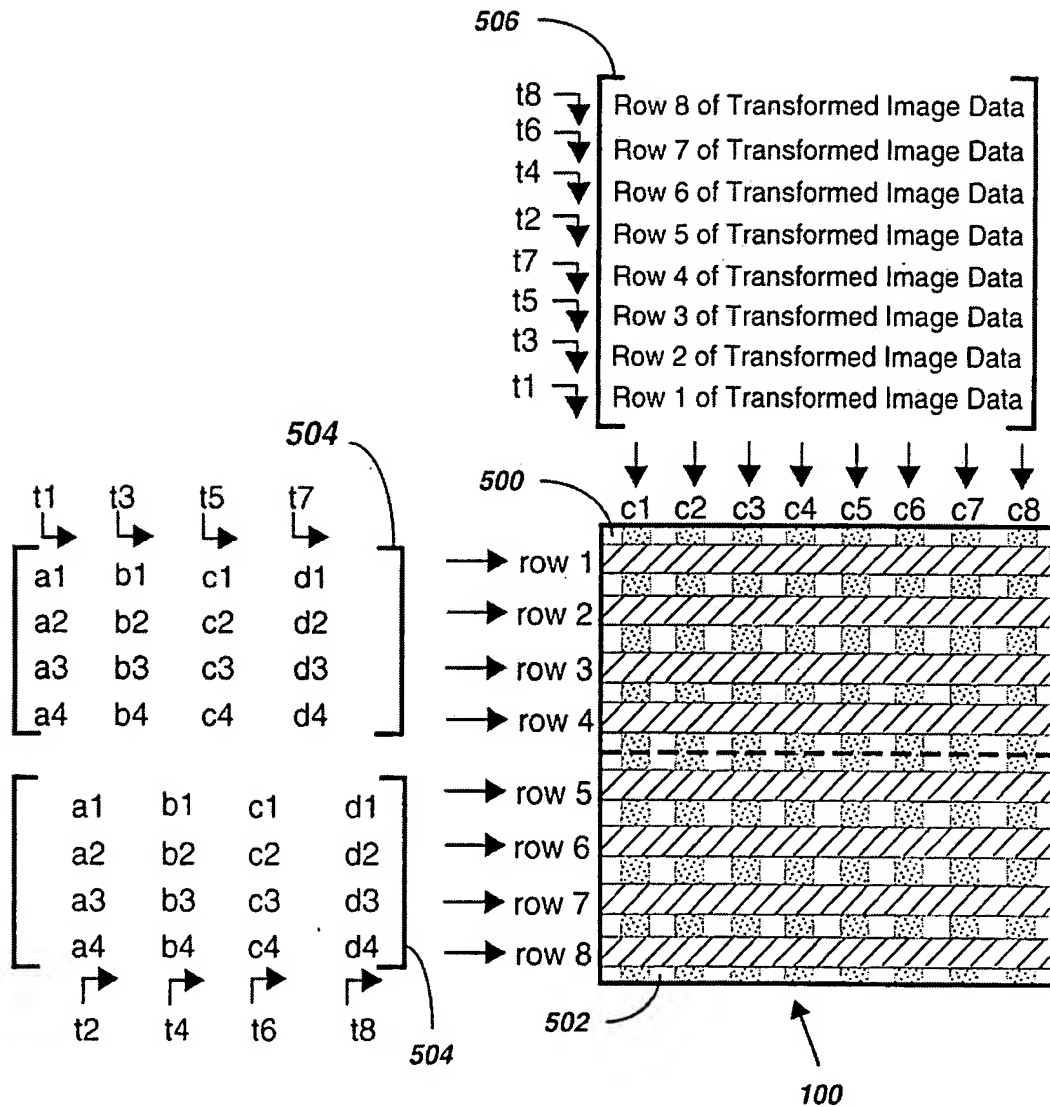 506
t8 Row 8 of Transformed Image Data
t6 Row 7 of Transformed Image Data
t4 Row 6 of Transformed Image Data
t2 Row 5 of Transformed Image Data
t7 Row 4 of Transformed Image Data
t5 Row 3 of Transformed Image Data
t3 Row 2 of Transformed Image Data
t1 Row 1 of Transformed Image Data
504
500
t1 t3 t5 t7
c1 c2 c3 c4 c5 c6 c7 c8
a1 b1 c1 d1
a2 b2 c2 d2
a3 b3 c3 d3
a4 b4 c4 d4
row 1
row 2
row 3
row 4
a1 b1 c1 d1
a2 b2 c2 d2
a3 b3 c3 d3
a4 b4 c4 d4
row 5
row 6
row 7
row 8
t2 t4 t6 t8
504
502
100